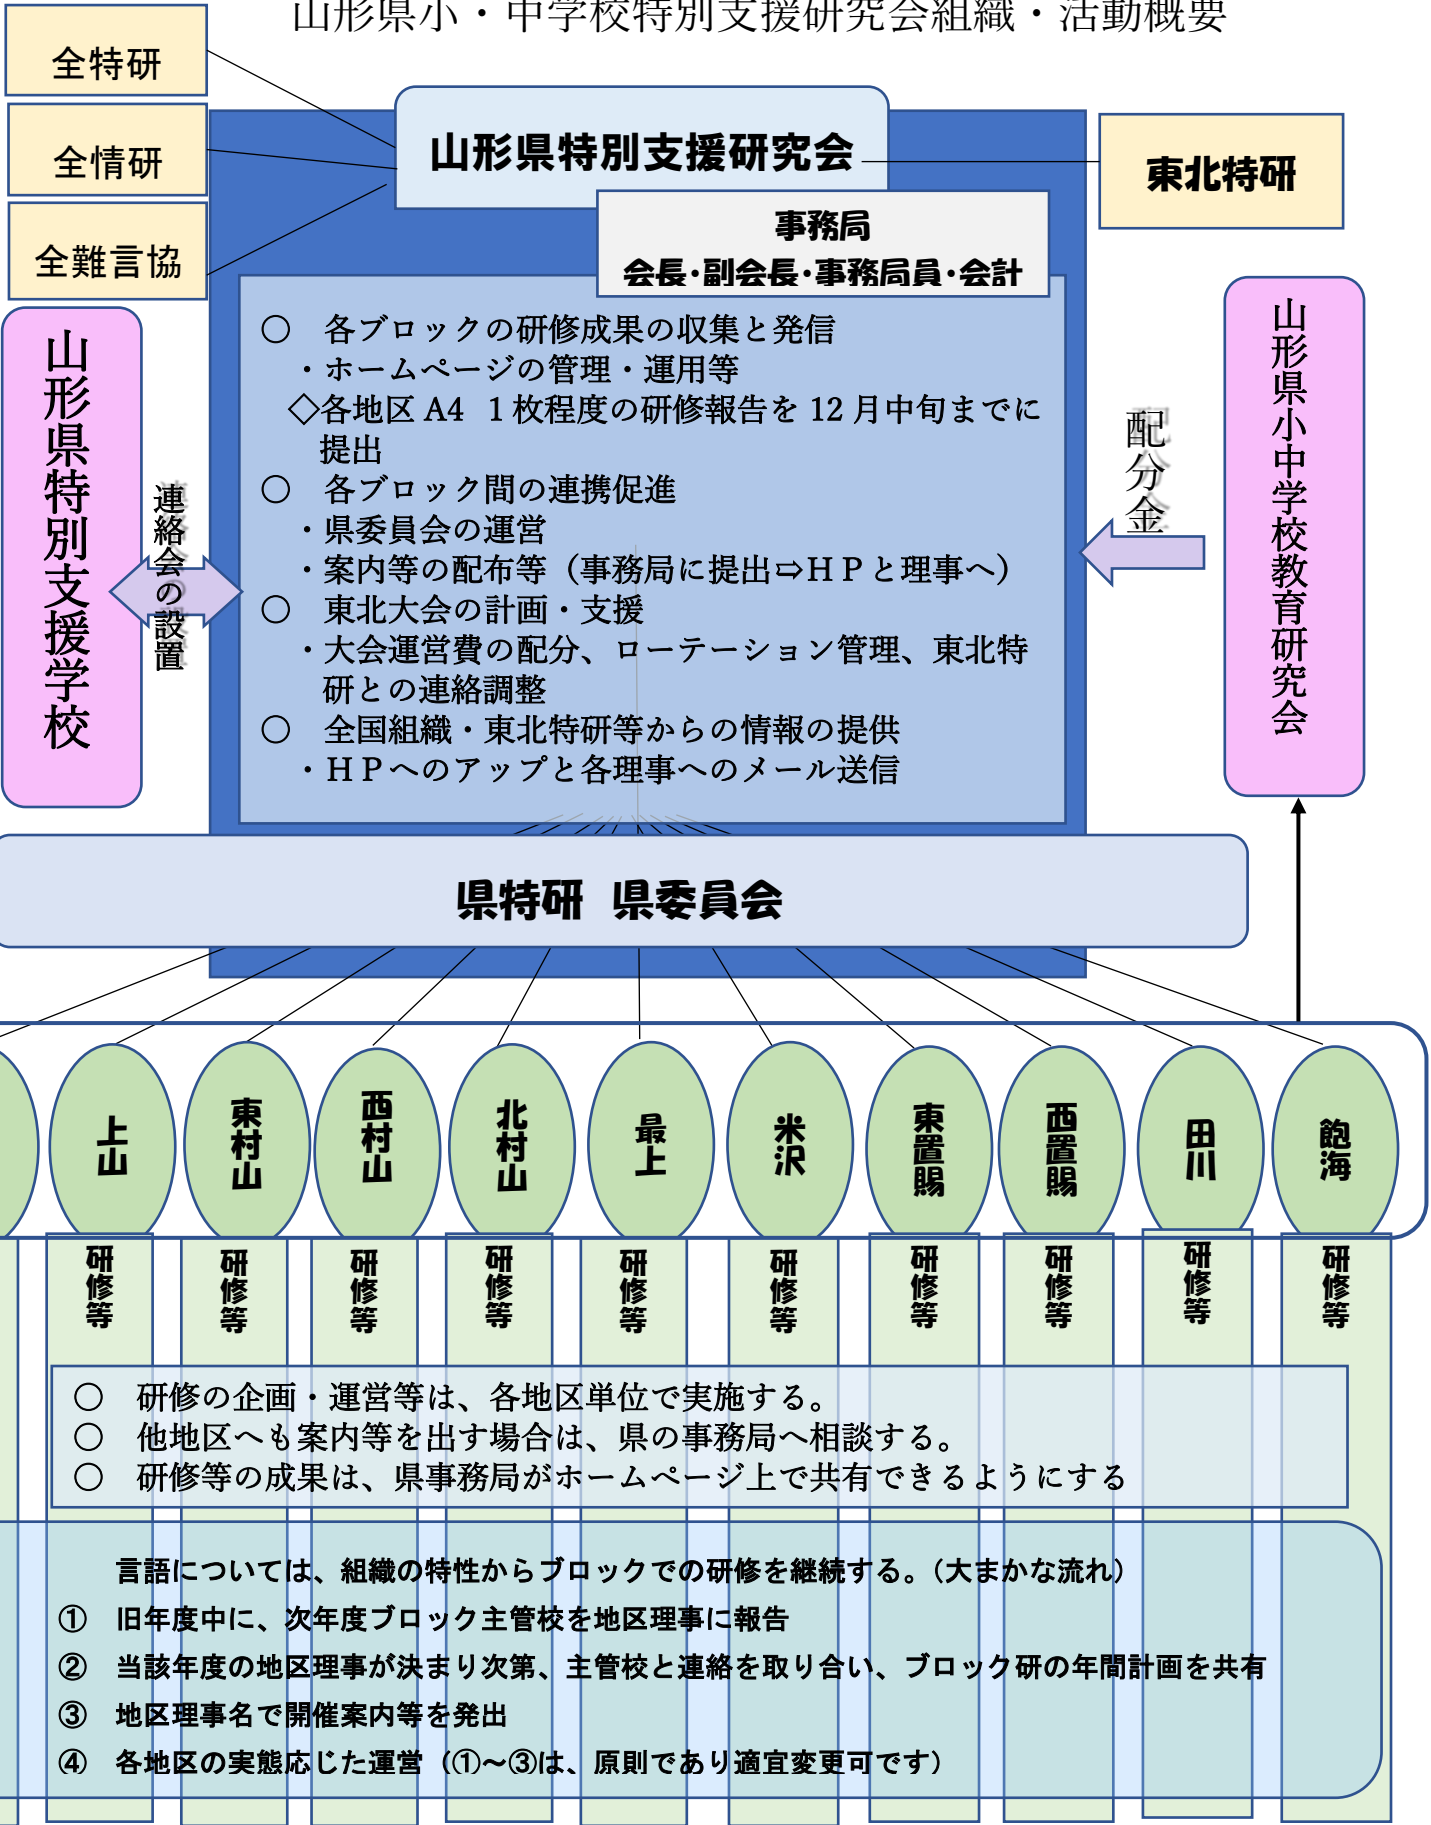 山形県小・中学校特別支援研究会組織・活動概要
全特研
全情研
全難言協
山形県特別支援研究会
東北特研
事務局
会長・副会長・事務局員・会計
○　各ブロックの研修成果の収集と発信
・ホームページの管理・運用等
◇各地区 A4 １枚程度の研修報告を 12 月中旬までに
提出
○　各ブロック間の連携促進
・県委員会の運営
・案内等の配布等（事務局に提出⇨ＨＰと理事へ）
○　東北大会の計画・支援
・大会運営費の配分、ローテーション管理、東北特
研との連絡調整
○　全国組織・東北特研等からの情報の提供
・ＨＰへのアップと各理事へのメール送信
山形県特別支援学校
連絡会の設置
配分金
山形県小中学校教育研究会
県特研　県委員会
上山
東村山
西村山
北村山
最上
米沢
東置賜
西置賜
田川
飽海
研修等
研修等
研修等
研修等
研修等
研修等
研修等
研修等
研修等
研修等
○　研修の企画・運営等は、各地区単位で実施する。
○　他地区へも案内等を出す場合は、県の事務局へ相談する。
○　研修等の成果は、県事務局がホームページ上で共有できるようにする
言語については、組織の特性からブロックでの研修を継続する。（大まかな流れ）
①　旧年度中に、次年度ブロック主管校を地区理事に報告
②　当該年度の地区理事が決まり次第、主管校と連絡を取り合い、ブロック研の年間計画を共有
③　地区理事名で開催案内等を発出
④　各地区の実態応じた運営（①～③は、原則であり適宜変更可です）